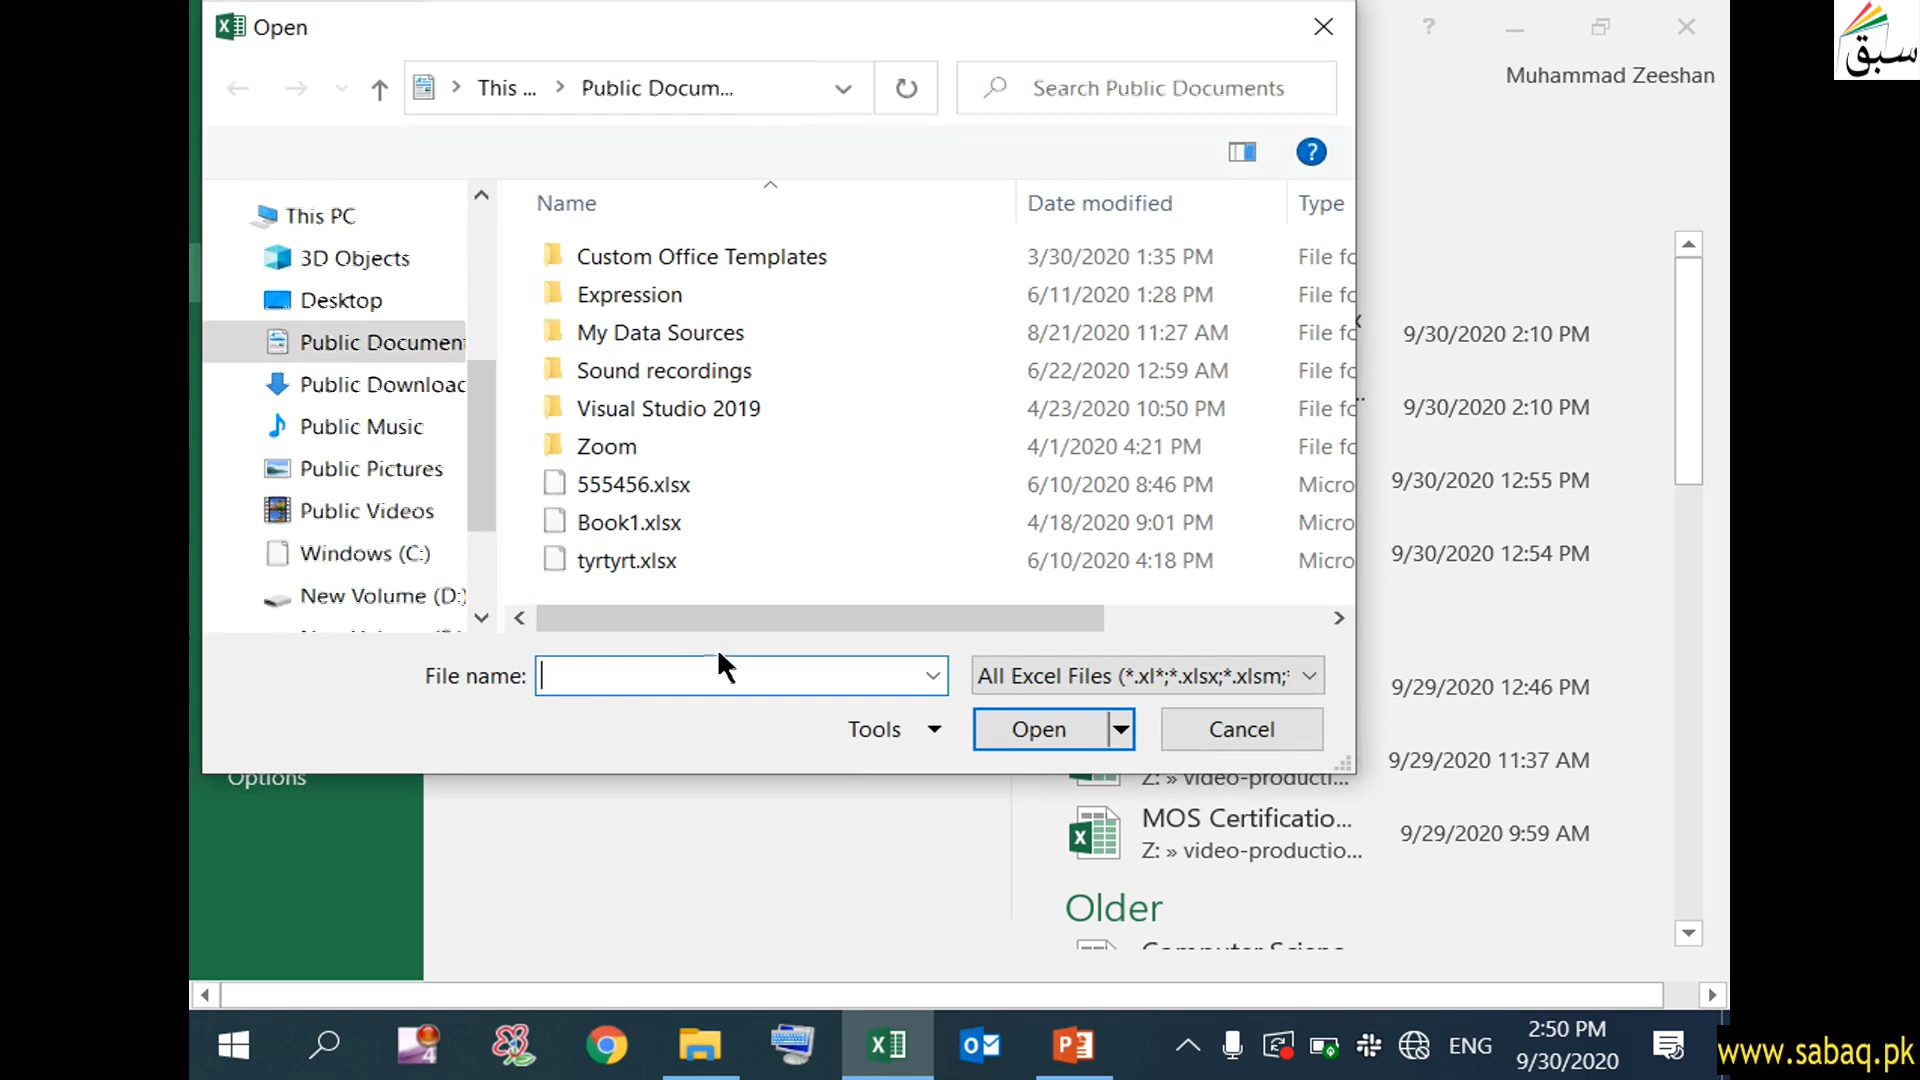 Open
This ... Public Docum... Search Public Documents
?
Muhammad Zeeshan
سبق
?
Name Date modified Type
This PC
3D Objects
Desktop
Public Document
Public Downloac
Public Music
Public Pictures
Public Videos
Windows (C:)
New Volume (D:)
Custom Office Templates 3/30/2020 1:35 PM File fo
Expression 6/11/2020 1:28 PM File fo
My Data Sources 8/21/2020 11:27 AM File fo
Sound recordings 6/22/2020 12:59 AM File fo
Visual Studio 2019 4/23/2020 10:50 PM File fo
Zoom 4/1/2020 4:21 PM File fo
555456.xlsx 6/10/2020 8:46 PM Micro
Book1.xlsx 4/18/2020 9:01 PM Micro
tyrtyrt.xlsx 6/10/2020 4:18 PM Micro
9/30/2020 2:10 PM
9/30/2020 2:10 PM
9/30/2020 12:55 PM
9/30/2020 12:54 PM
9/29/2020 12:46 PM
9/29/2020 11:37 AM
File name: All Excel Files (*.xl*;*.xlsx;*.xlsm;*
Tools Open Cancel
Options
Z: » video-producti...
MOS Certificatio... 9/29/2020 9:59 AM
Z: » video-productio...
Older
ENG
2:50 PM
9/30/2020
www.sabaq.pk